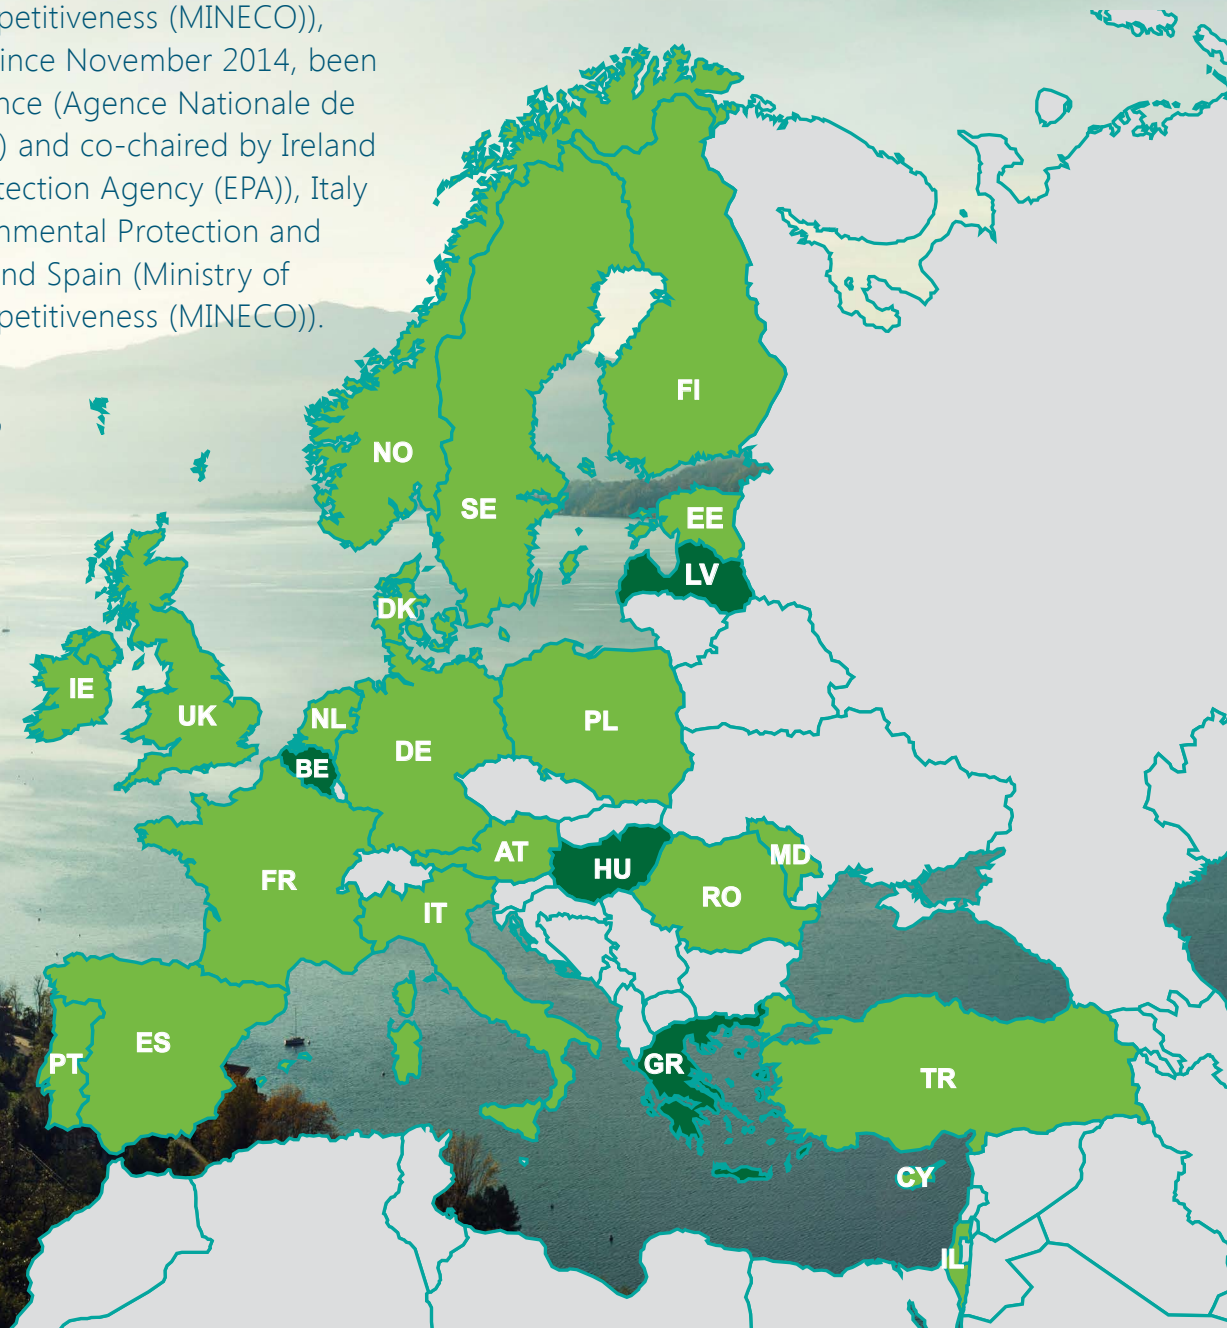 petitiveness (MINECO)),
ince November 2014, been
nce (Agence Nationale de
) and co-chaired by Ireland
tection Agency (EPA)), Italy
nmental Protection and
nd Spain (Ministry of
petitiveness (MINECO)).
FI
NO
SE
EE
LV
DK
IE
UK
NL
PL
DE
BE
AT
MD
HU
FR
RO
IT
ES
PT
GR
TR
CY
IL